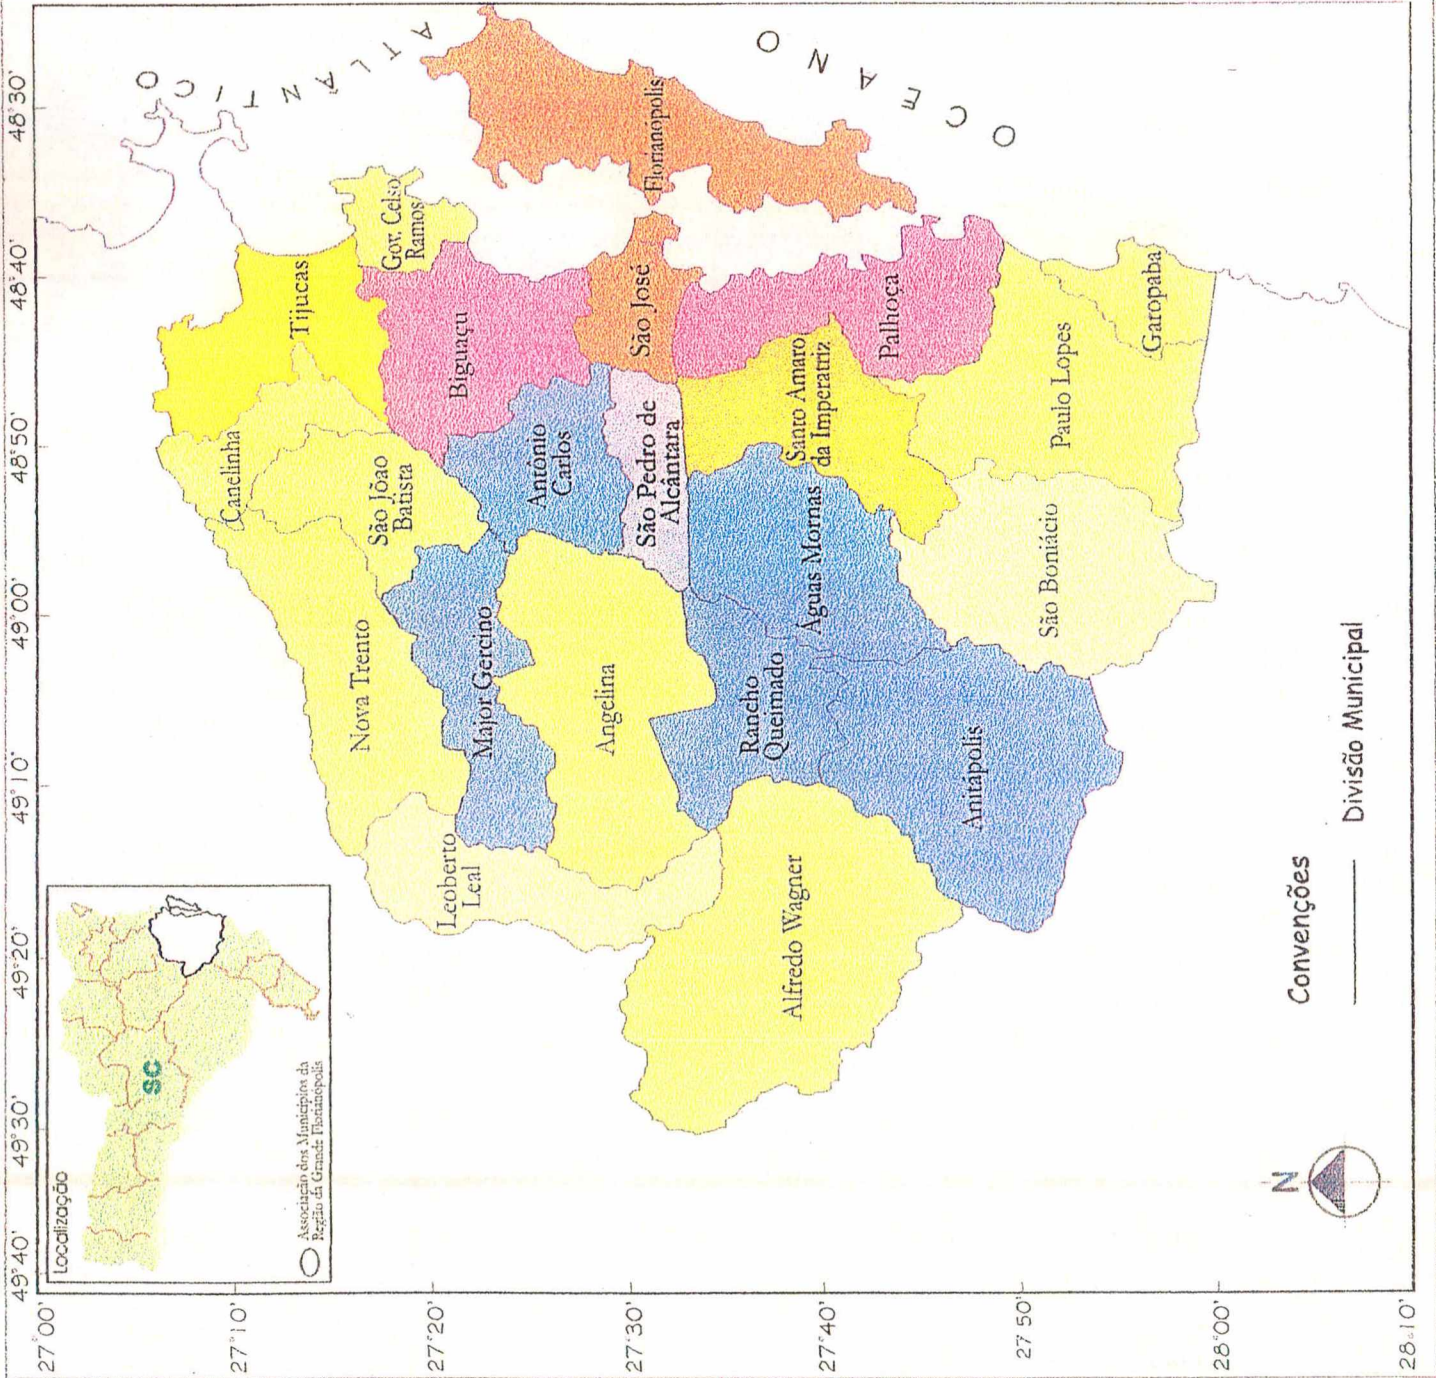 49°40' 49°30' 49°20' 49°10' 49°00' 48°50' 48°40' 48°30'
27°00'
27°10'
27°20'
27°30'
27°40'
27°50'
28°00'
28°10'
Localização
SC
Associação dos Municípios da
Região da Grande Florianópolis
Canelinha
Tijucas
Nova Trento
São Jõao
Batista
Gov. Celso
Ramos
Leoberto
Leal
Major Gercino
Biguaçu
Antônio
Carlos
Angelina
São Pedro de
Alcântara
São José
Florianópolis
Rancho
Queimado
Alfredo Wagner
Águas Mornas
Santo Amaro
da Imperatriz
Palhoça
Anitápolis
São Boniácio
Paulo Lopes
Garopaba
OCEANO
ATLÂNTICO
N
Convenções
Divisão Municipal